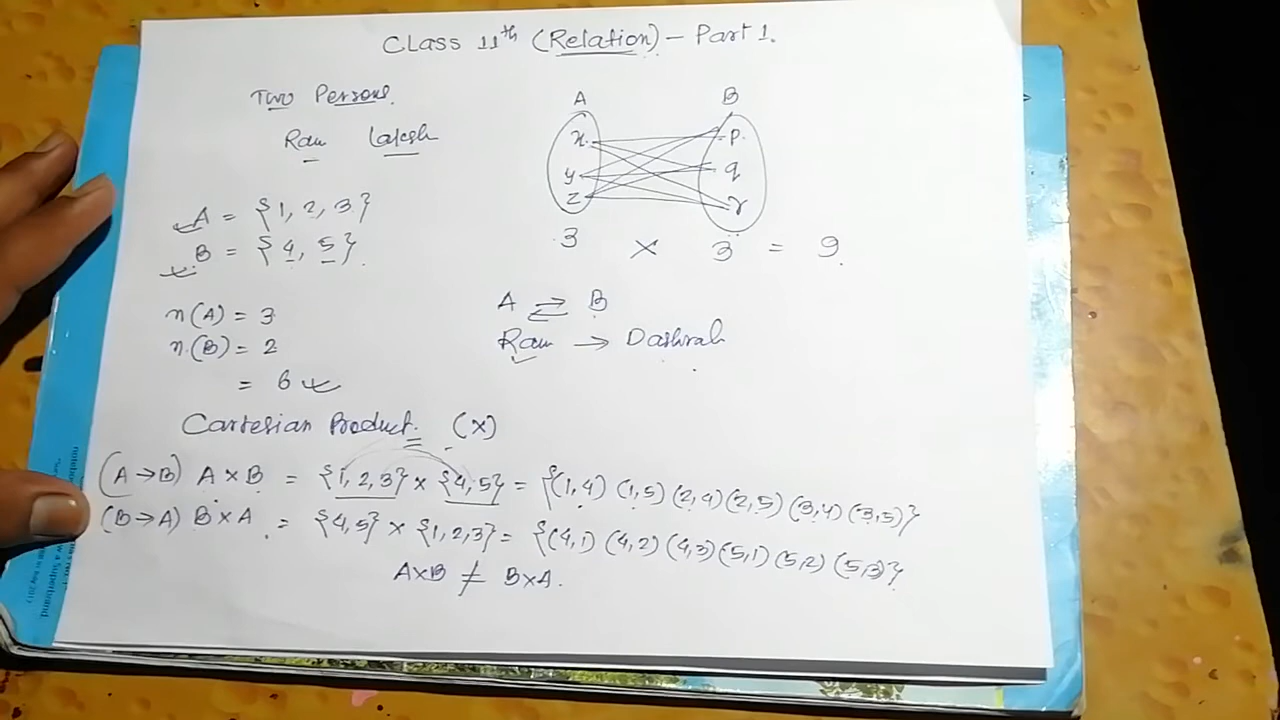 Class 11th (Relation) - Part 1.
Two Persons.
Ram Lakesh
A = {1, 2, 3}
B = {4, 5}
n(A) = 3
n(B) = 2
= 6
A B
x p
y q
z r
3 × 3 = 9
A ⇌ B
Ram → Dashrath
Cartesian Product (×)
(A→B) A×B = {1, 2, 3} × {4, 5} = {(1, 4) (1, 5) (2, 4) (2, 5) (3, 4) (3, 5)}
(B→A) B×A = {4, 5} × {1, 2, 3} = {(4, 1) (4, 2) (4, 3) (5, 1) (5, 2) (5, 3)}
A×B ≠ B×A.